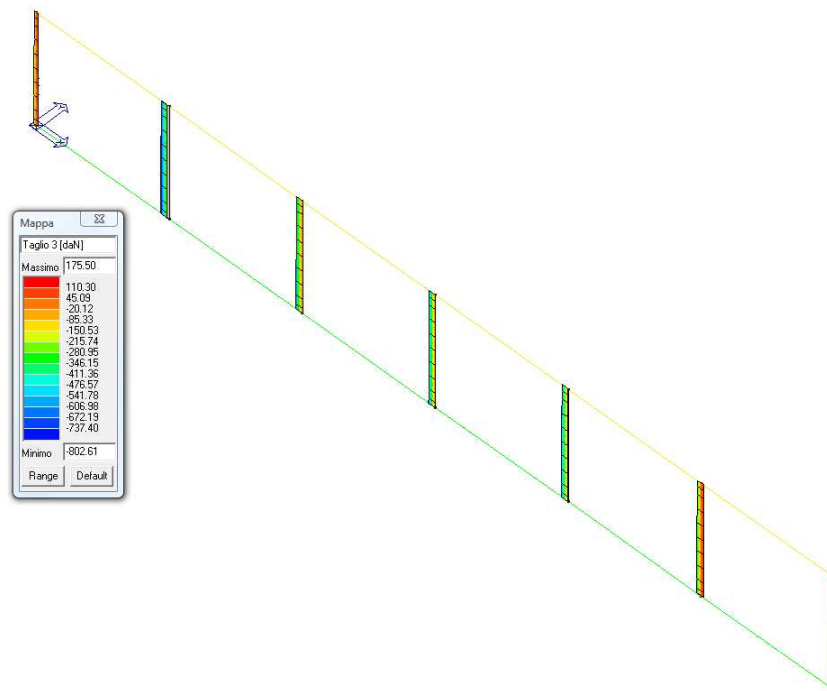 Mappa
Taglio 3 [daN]
Massimo 175.50
110.30
45.09
-20.12
-85.33
-150.53
-215.74
-280.95
-346.15
-411.36
-476.57
-541.78
-606.98
-672.19
-737.40
Minimo -802.61
Range Default